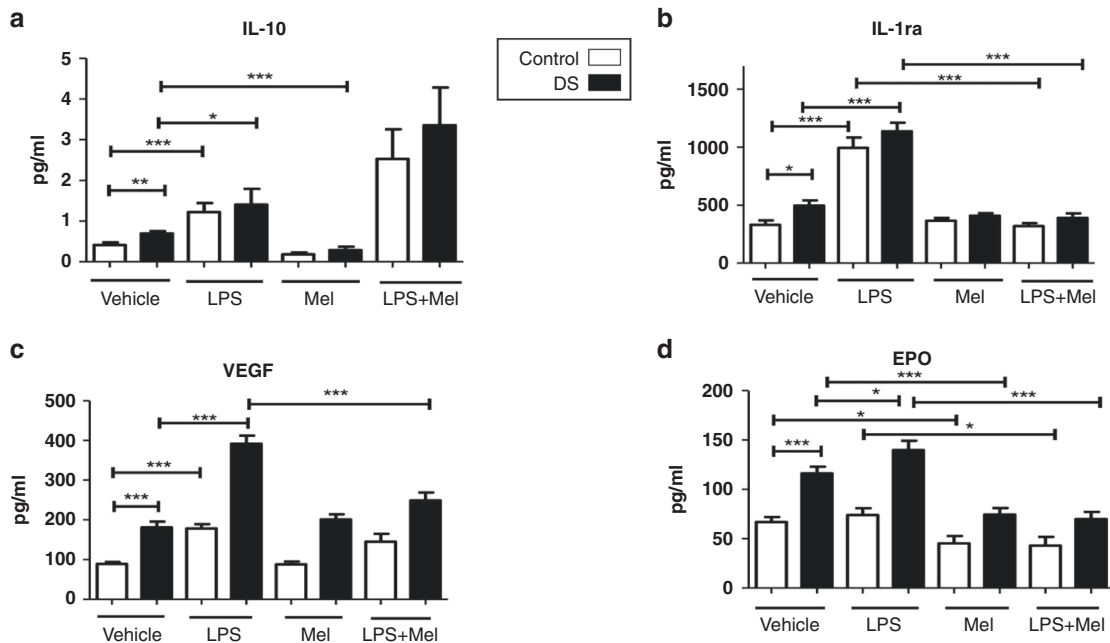 a
IL-10
5
4
3
2
1
0
pg/ml
***
*
***
**
Vehicle
LPS
Mel
LPS+Mel
Control
DS
b
IL-1ra
1500
1000
500
0
pg/ml
***
***
***
***
*
Vehicle
LPS
Mel
LPS+Mel
c
VEGF
500
400
300
200
100
0
pg/ml
***
***
***
***
Vehicle
LPS
Mel
LPS+Mel
d
EPO
200
150
100
50
0
pg/ml
***
*
***
*
*
***
Vehicle
LPS
Mel
LPS+Mel